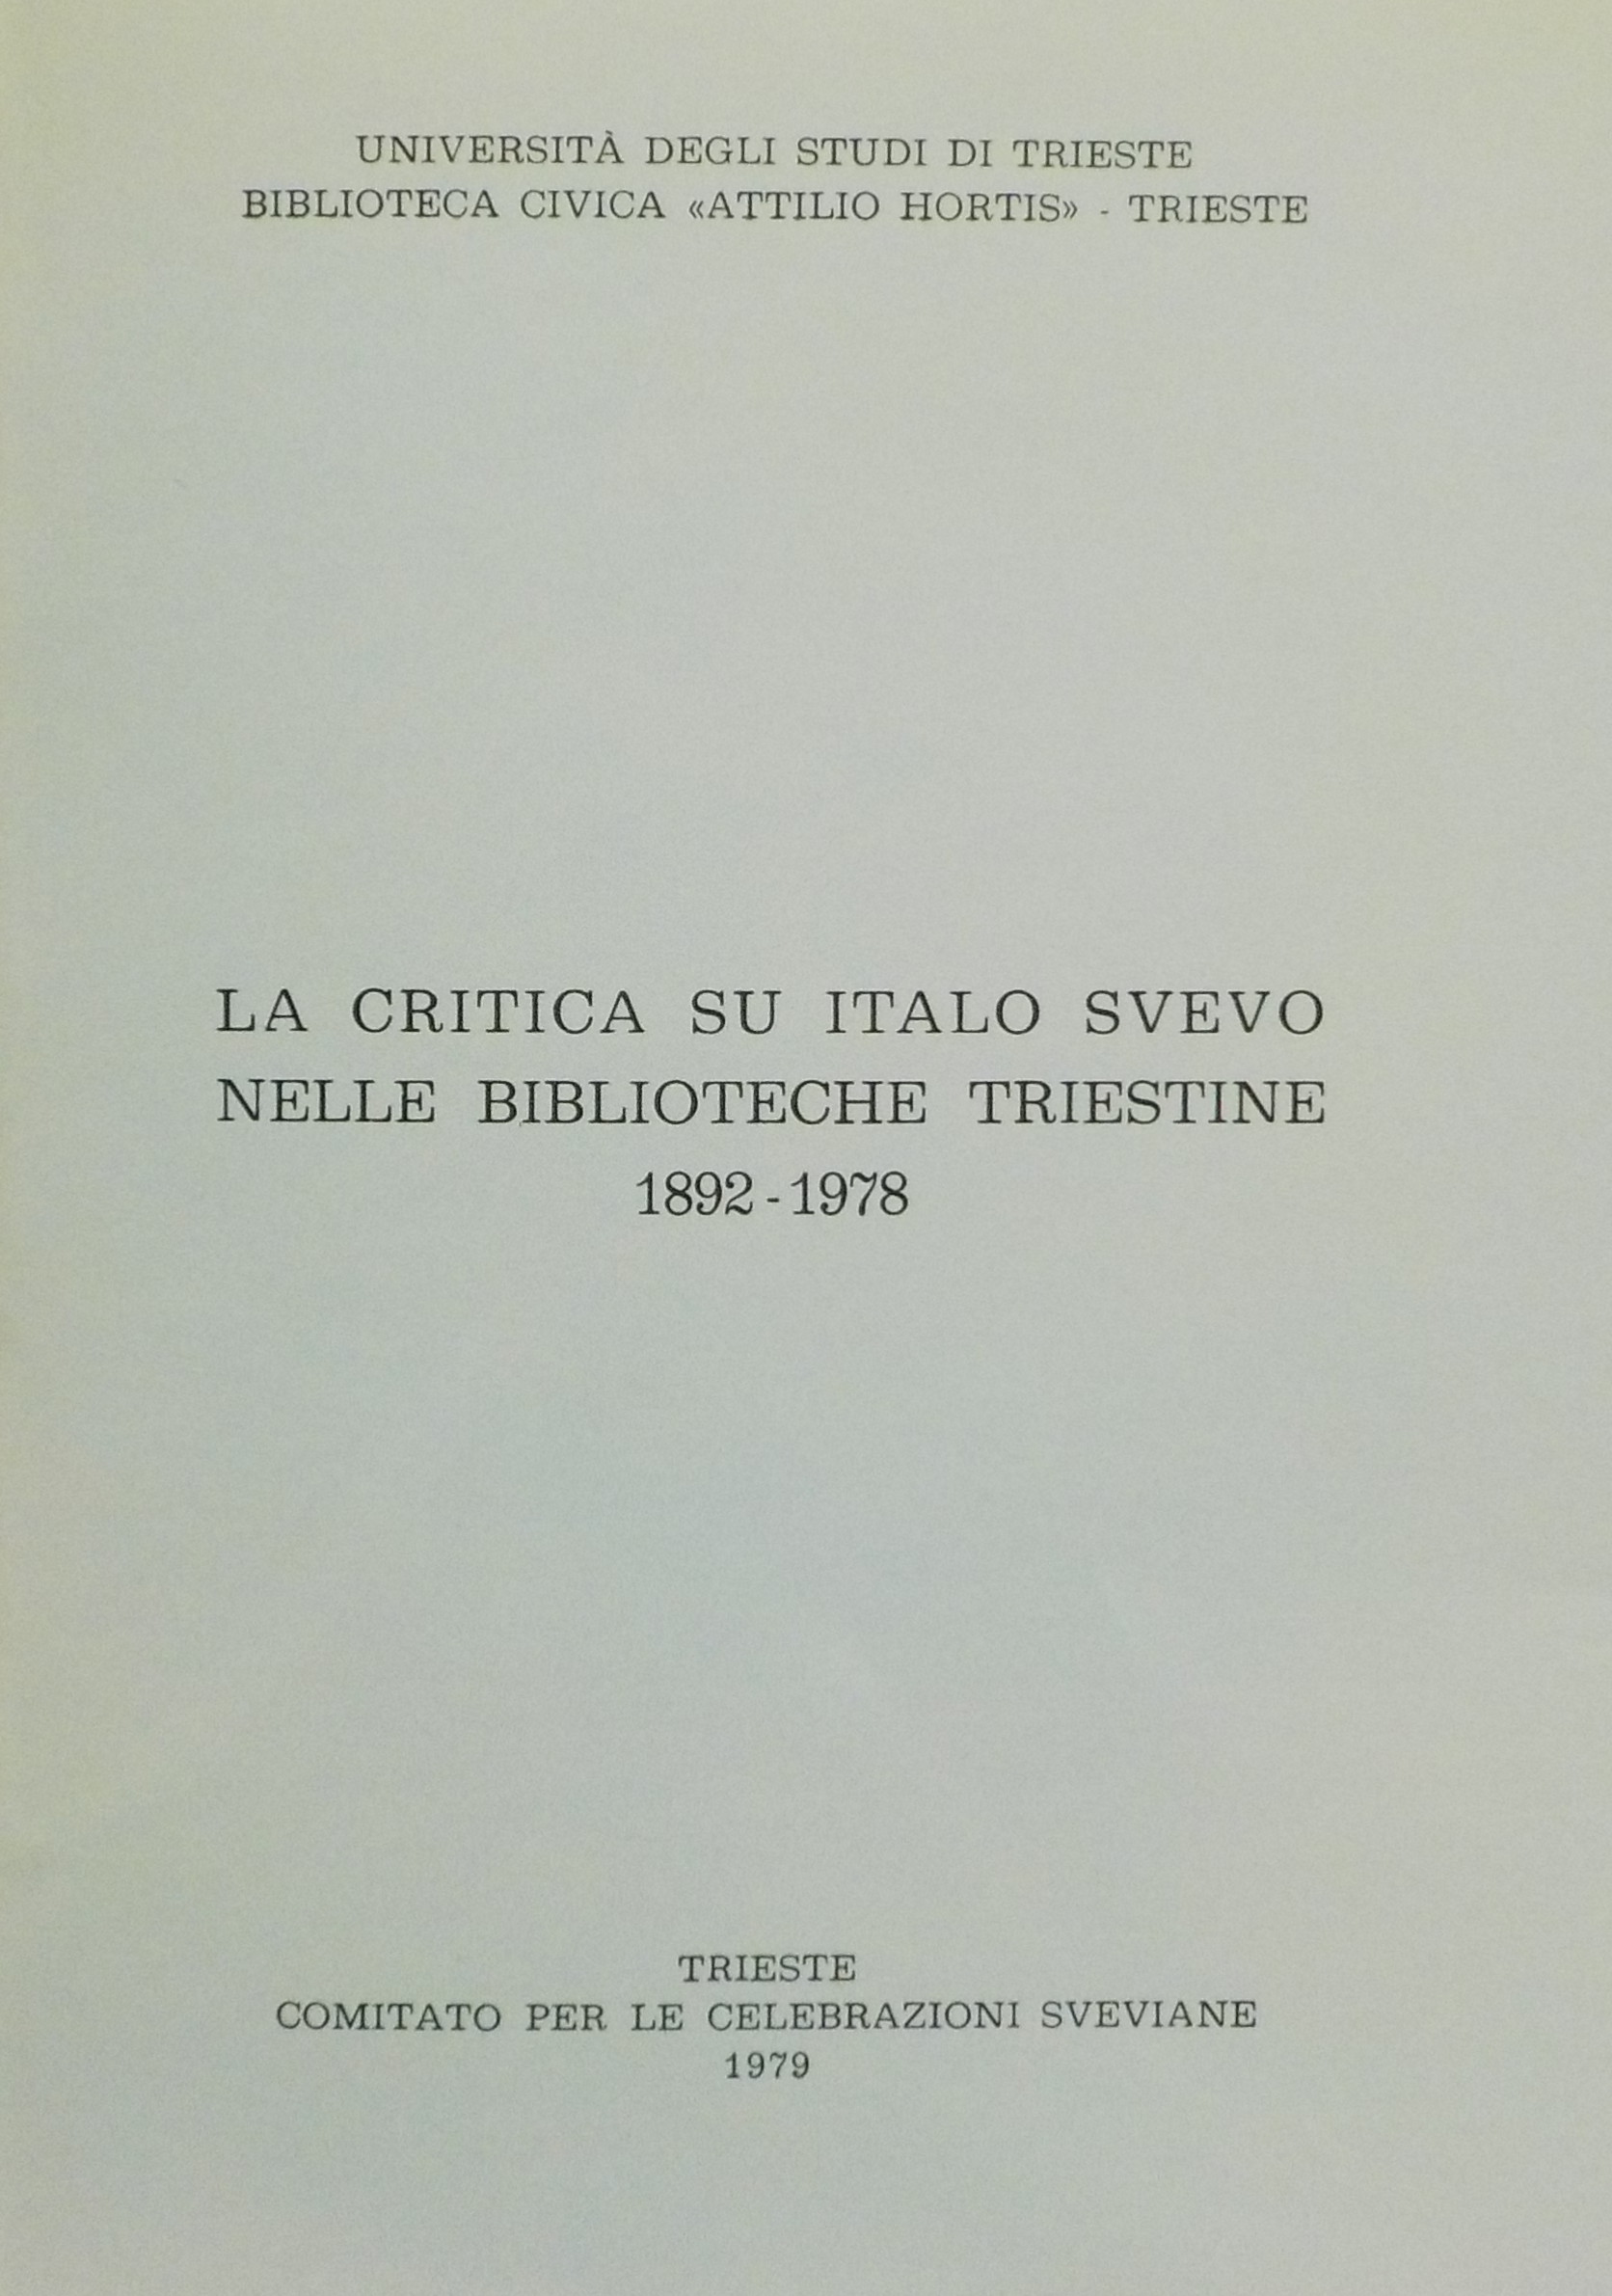 UNIVERSITÀ DEGLI STUDI DI TRIESTE
BIBLIOTECA CIVICA «ATTILIO HORTIS» - TRIESTE
LA CRITICA SU ITALO SVEVO
NELLE BIBLIOTECHE TRIESTINE
1892 - 1978
TRIESTE
COMITATO PER LE CELEBRAZIONI SVEVIANE
1979